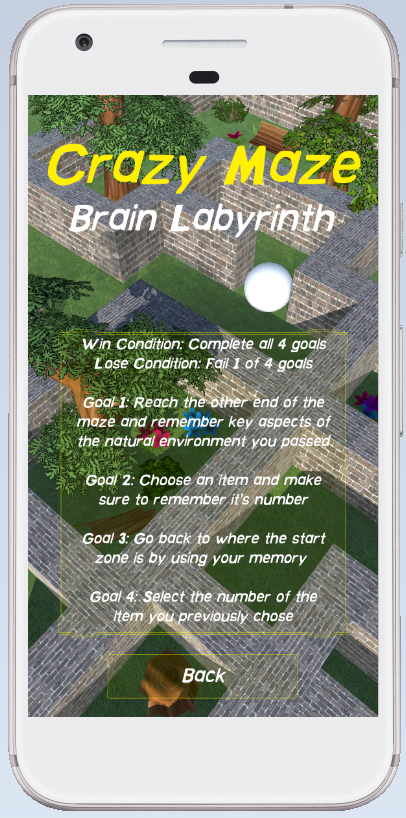 Crazy Maze
Brain Labyrinth
Win Condition: Complete all 4 goals
Lose Condition: Fail 1 of 4 goals
Goal 1: Reach the other end of the
maze and remember key aspects of
the natural environment you passed.
Goal 2: Choose an item and make
sure to remember it's number
Goal 3: Go back to where the start
zone is by using your memory
Goal 4: Select the number of the
item you previously chose
Back